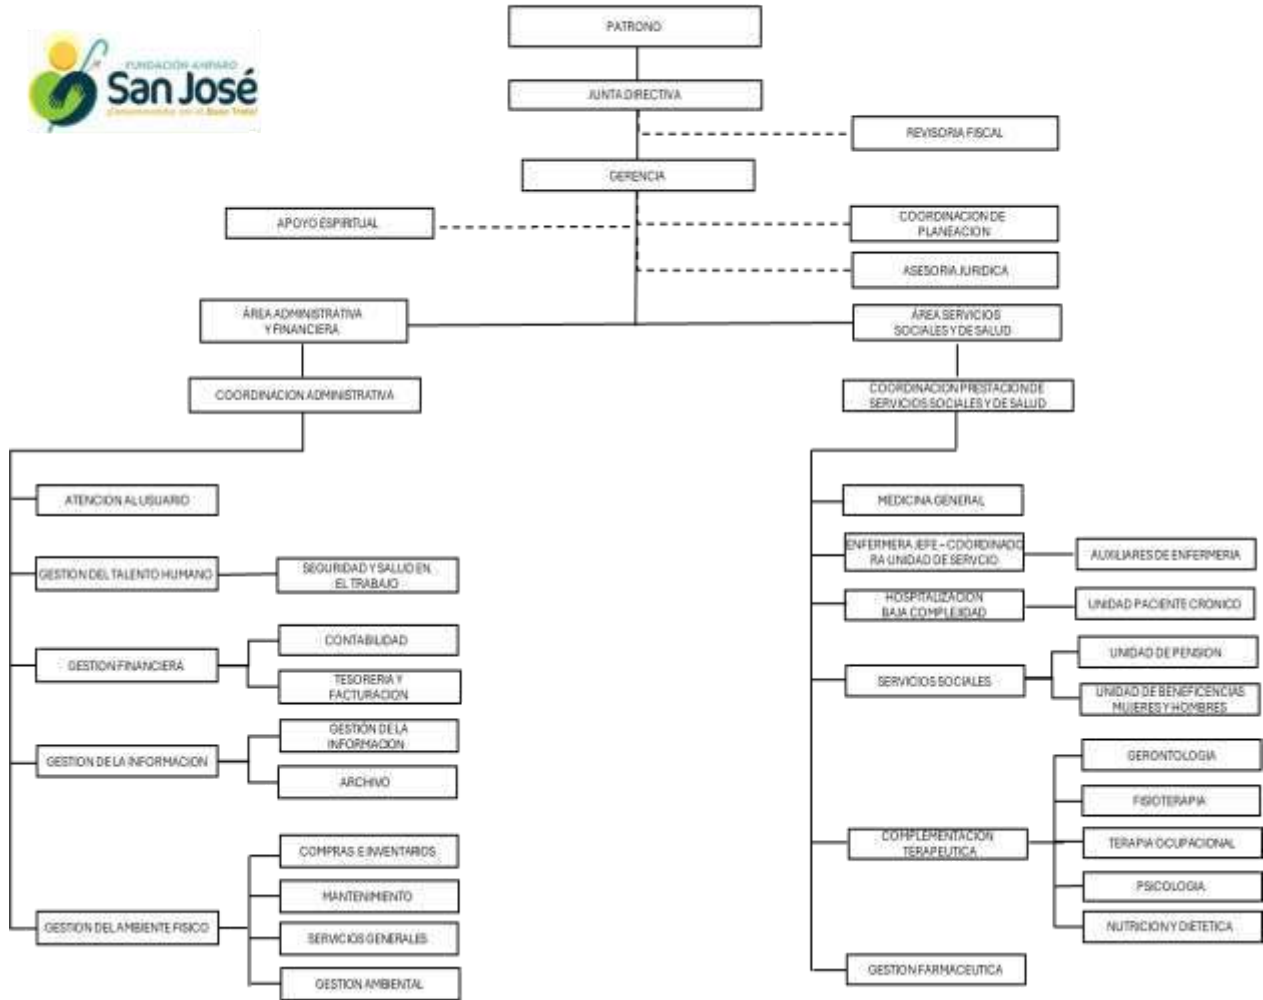 PATRONO
FUNDACIÓN AMPARO
San José
JUNTA DIRECTIVA
REVISORIA FISCAL
GERENCIA
APOYO ESPIRITUAL
COORDINACION DE
PLANEACION
ASESORIA JURIDICA
ÁREA ADMINISTRATIVA
Y FINANCIERA
ÁREA SERVICIOS
SOCIALES Y DE SALUD
COORDINACION ADMINISTRATIVA
COORDINACION PRESTACION DE
SERVICIOS SOCIALES Y DE SALUD
ATENCION AL USUARIO
GESTION DEL TALENTO HUMANO
SEGURIDAD Y SALUD EN
EL TRABAJO
GESTION FINANCIERA
CONTABILIDAD
TESORERIA Y
FACTURACION
GESTION DE LA INFORMACION
GESTIÓN DE LA
INFORMACION
ARCHIVO
GESTION DEL AMBIENTE FISICO
COMPRAS E INVENTARIOS
MANTENIMIENTO
SERVICIOS GENERALES
GESTION AMBIENTAL
MEDICINA GENERAL
ENFERMERA JEFE – COORDINADO
RA UNIDAD DE SERVCIO
AUXILIARES DE ENFERMERIA
HOSPITALIZACION
BAJA COMPLEJIDAD
UNIDAD PACIENTE CRONICO
SERVICIOS SOCIALES
UNIDAD DE PENSION
UNIDAD DE BENEFICENCIAS
MUJERES Y HOMBRES
COMPLEMENTACION
TERAPEUTICA
GERONTOLOGIA
FISIOTERAPIA
TERAPIA OCUPACIONAL
PSICOLOGIA
NUTRICION Y DIETETICA
GESTION FARMACEUTICA